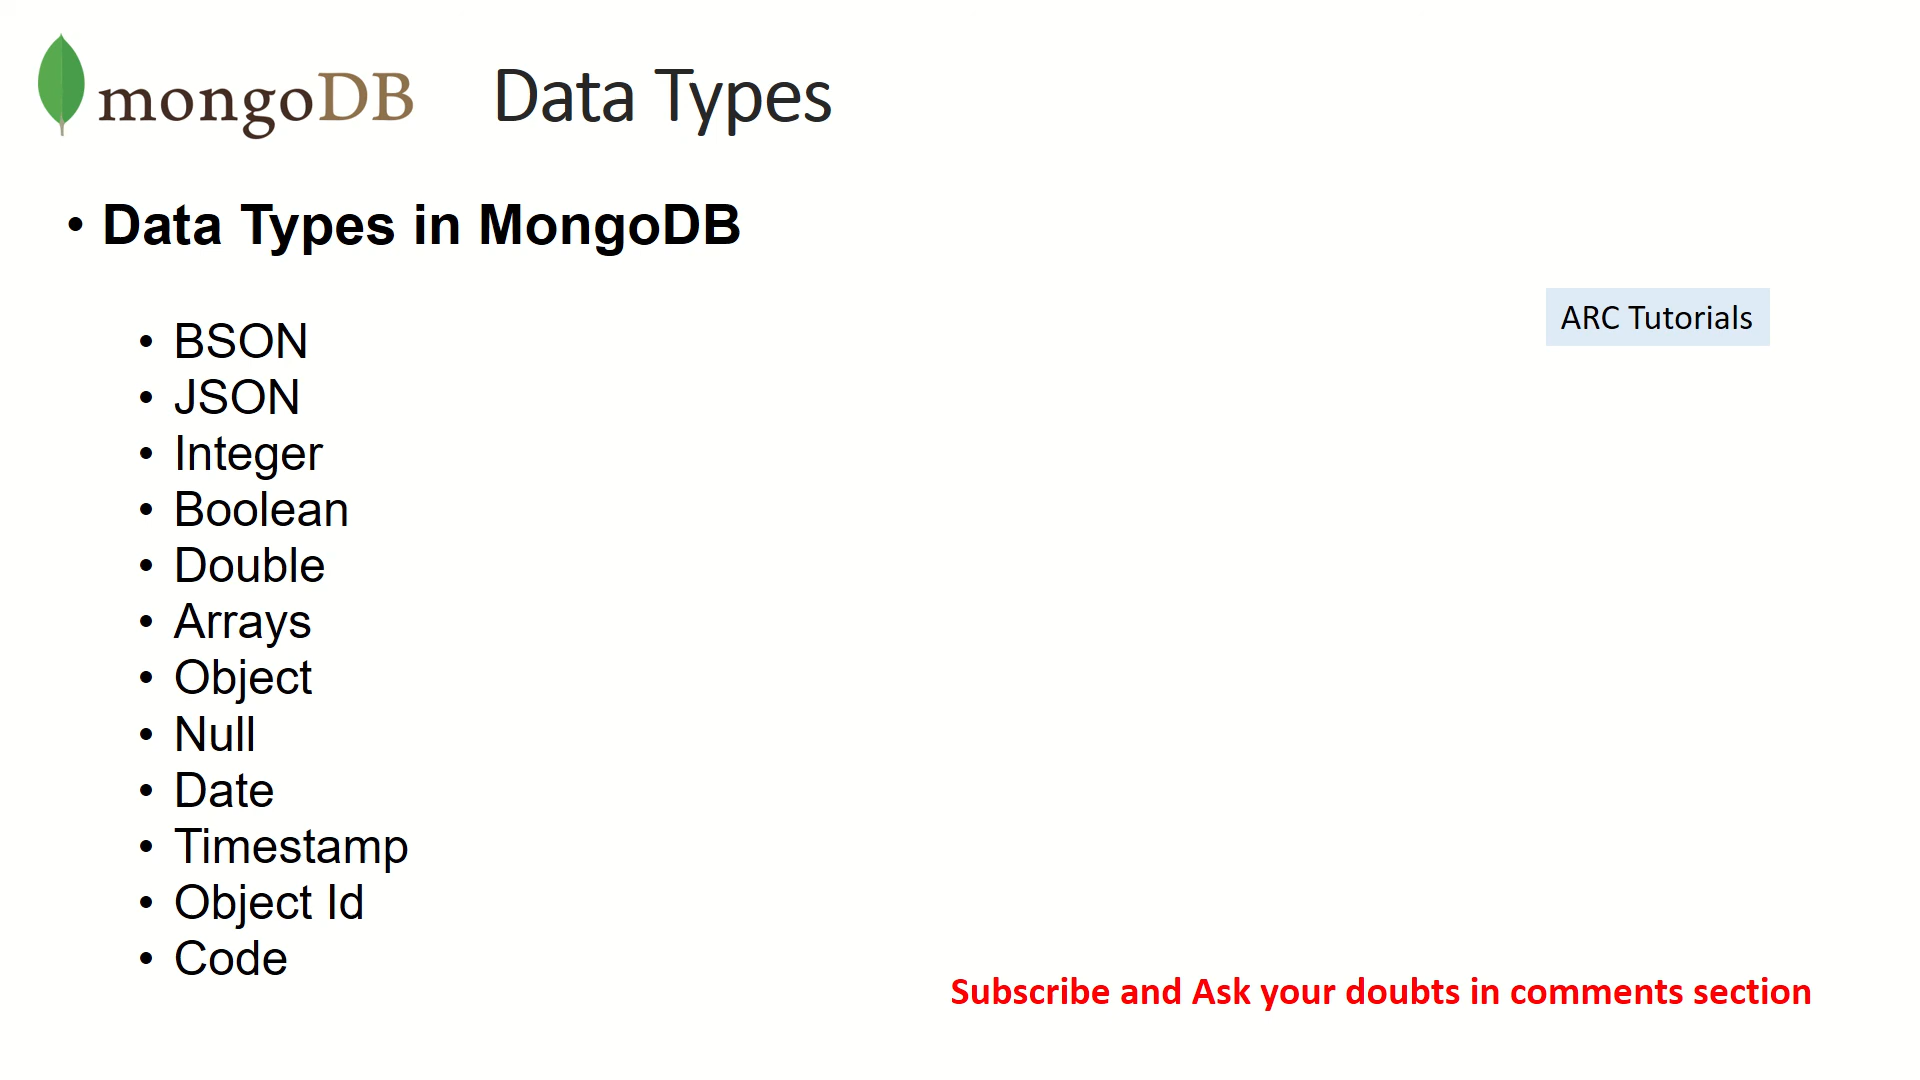 mongoDB Data Types
• Data Types in MongoDB
ARC Tutorials
• BSON
• JSON
• Integer
• Boolean
• Double
• Arrays
• Object
• Null
• Date
• Timestamp
• Object Id
• Code
Subscribe and Ask your doubts in comments section